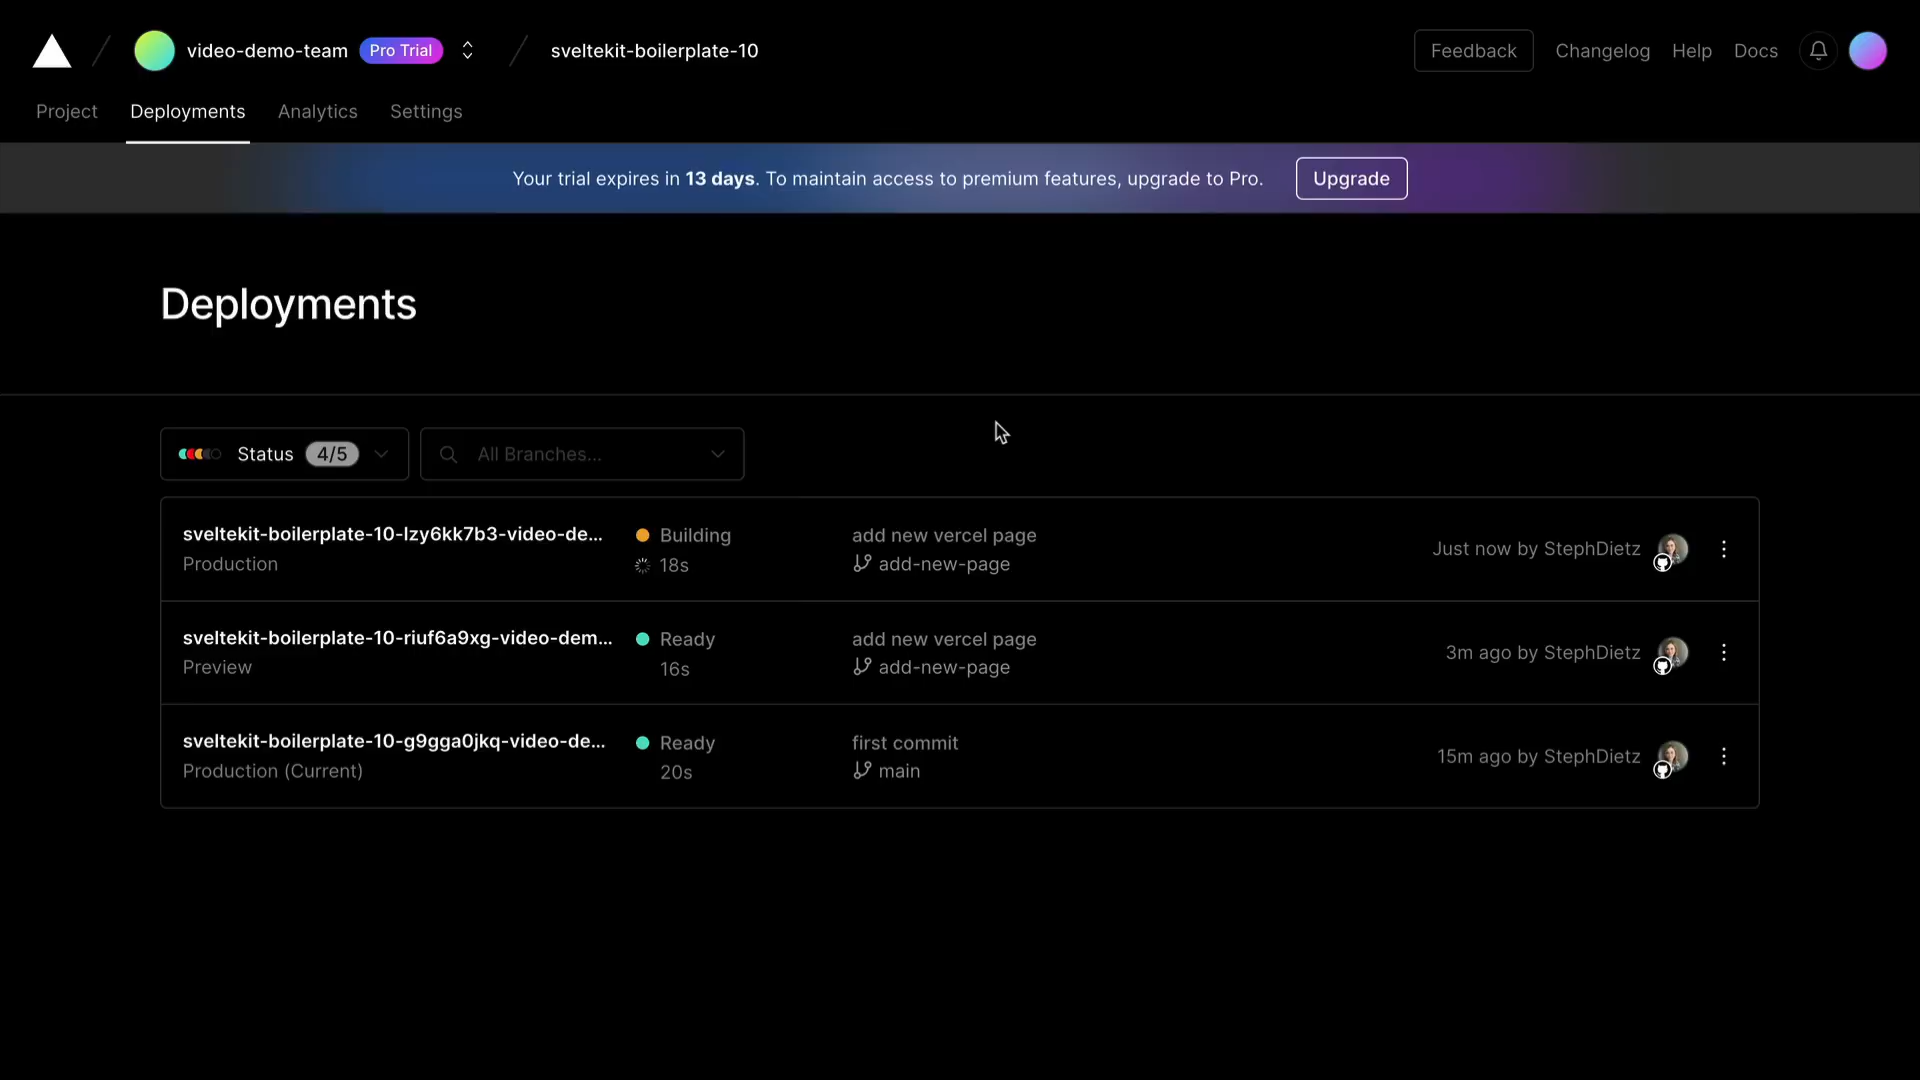 video-demo-team Pro Trial sveltekit-boilerplate-10 Feedback Changelog Help Docs
Project Deployments Analytics Settings
Your trial expires in 13 days. To maintain access to premium features, upgrade to Pro. Upgrade
Deployments
Status 4/5 All Branches...
sveltekit-boilerplate-10-lzy6kk7b3-video-de... Building add new vercel page
Production 18s add-new-page Just now by StephDietz
sveltekit-boilerplate-10-riuf6a9xg-video-dem... Ready add new vercel page
Preview 16s add-new-page 3m ago by StephDietz
sveltekit-boilerplate-10-g9gga0jkq-video-de... Ready first commit
Production (Current) 20s main 15m ago by StephDietz